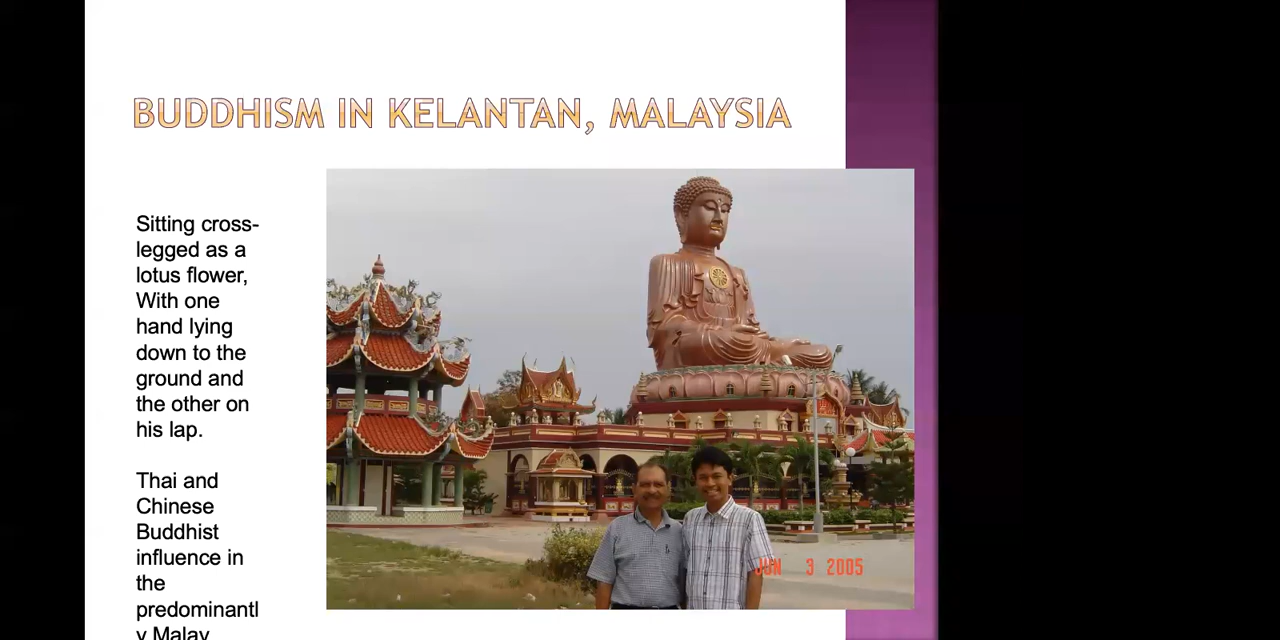 BUDDHISM IN KELANTAN, MALAYSIA
Sitting cross-
legged as a
lotus flower,
With one
hand lying
down to the
ground and
the other on
his lap.
Thai and
Chinese
Buddhist
influence in
the
predominantl
y Malay
JUN 3 2005